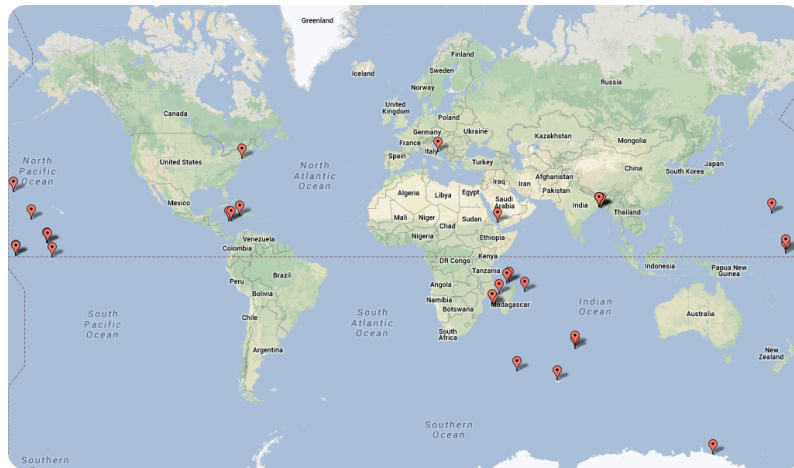 Greenland
Iceland
Finland
Sweden
Norway
Russia
United
Kingdom
Poland
Germany
Ukraine
France
Italy
Spain
Turkey
Kazakhstan
Mongolia
Canada
United States
Mexico
North
Pacific
Ocean
North
Atlantic
Ocean
Iraq
Iran
Afghanistan
Pakistan
China
South Korea
Japan
Algeria
Libya
Egypt
Saudi
Arabia
India
Thailand
Mali
Niger
Chad
Sudan
Nigeria
Ethiopia
Venezuela
Colombia
DR Congo
Kenya
Tanzania
Indonesia
Papua New
Guinea
Peru
Brazil
Bolivia
Angola
Namibia
Botswana
Madagascar
Chile
South
Pacific
Ocean
South
Atlantic
Ocean
Indian
Ocean
Australia
South
Africa
Argentina
New
Zealand
Southern
Ocean
Southern